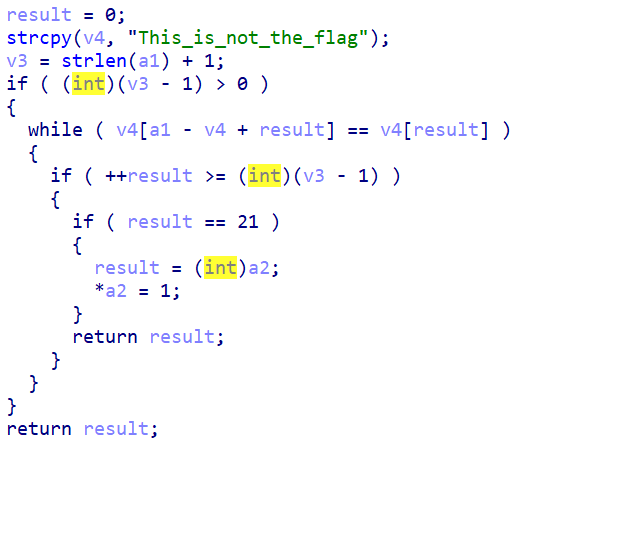 result = 0;
strcpy(v4, "This_is_not_the_flag");
v3 = strlen(a1) + 1;
if ( (int)(v3 - 1) > 0 )
{
  while ( v4[a1 - v4 + result] == v4[result] )
  {
    if ( ++result >= (int)(v3 - 1) )
    {
      if ( result == 21 )
      {
        result = (int)a2;
        *a2 = 1;
      }
      return result;
    }
  }
}
return result;